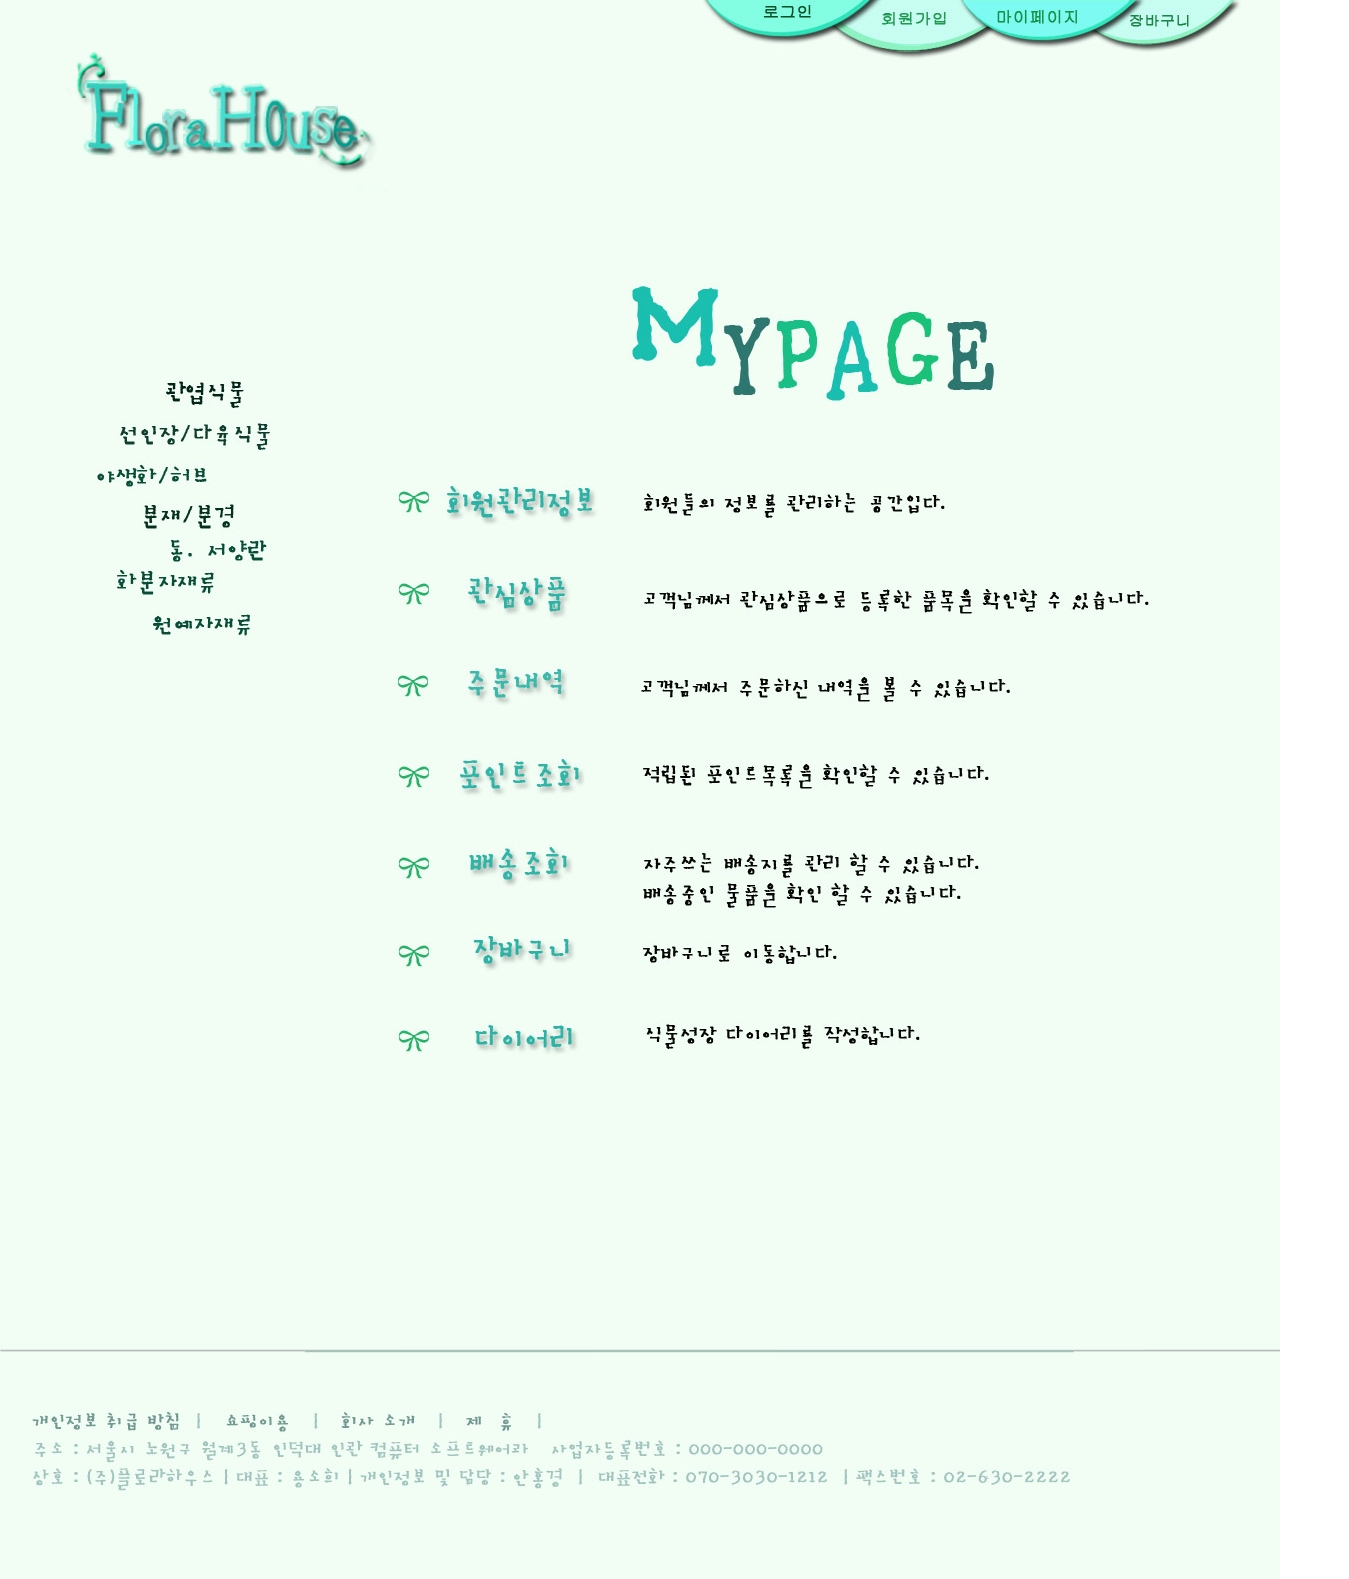 로그인
회원가입
마이페이지
장바구니
FloraHouse
MYPAGE
관엽식물
선인장/다육식물
야생화/허브
분재/분경
동. 서양란
화분자재류
원예자재류
회원관리정보 회원들의 정보를 관리하는 공간입다.
관심상품 고객님께서 관심상품으로 등록한 품목을 확인할 수 있습니다.
주문내역 고객님께서 주문하신 내역을 볼 수 있습니다.
포인트조회 적립된 포인트목록을 확인할 수 있습니다.
배송조회 자주쓰는 배송지를 관리 할 수 있습니다.
배송중인 물품을 확인 할 수 있습니다.
장바구니 장바구니로 이동합니다.
다이어리 식물성장 다이어리를 작성합니다.
개인정보 취급 방침 | 쇼핑이용 | 회사 소개 | 제 휴 |
주소 : 서울시 노원구 월계3동 인덕대 인관 컴퓨터 소프트웨어과 사업자등록번호 : 000-000-0000
상호 : (주)플로라하우스 | 대표 : 용소희 | 개인정보 및 담당 : 안홍경 | 대표전화 : 070-3030-1212 | 팩스번호 : 02-630-2222